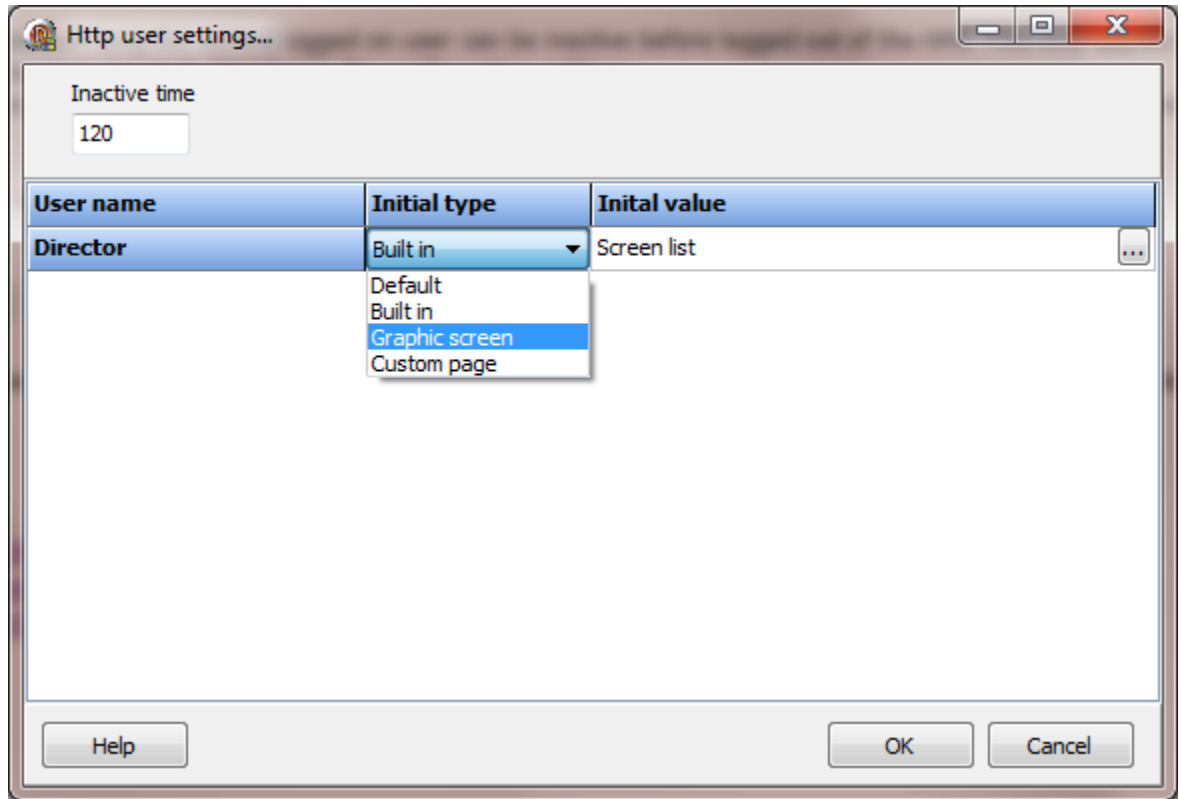 Http user settings...
Inactive time
120
User name Initial type Inital value
Director Built in Screen list ...
Default
Built in
Graphic screen
Custom page
Help OK Cancel